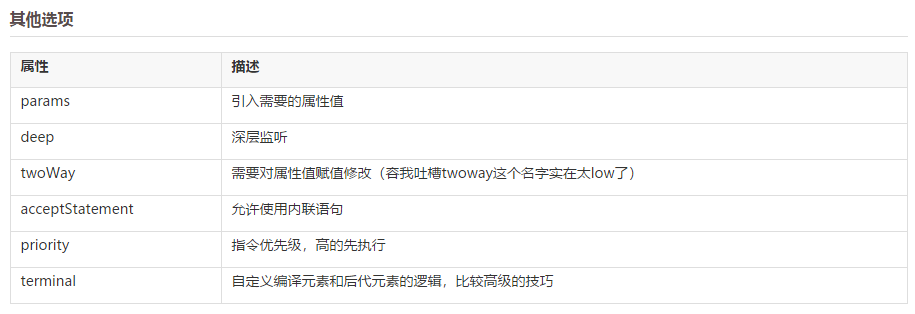 其他选项
属性 描述
params 引入需要的属性值
deep 深层监听
twoWay 需要对属性值赋值修改（容我吐槽twoway这个名字实在太low了）
acceptStatement 允许使用内联语句
priority 指令优先级，高的先执行
terminal 自定义编译元素和后代元素的逻辑，比较高级的技巧